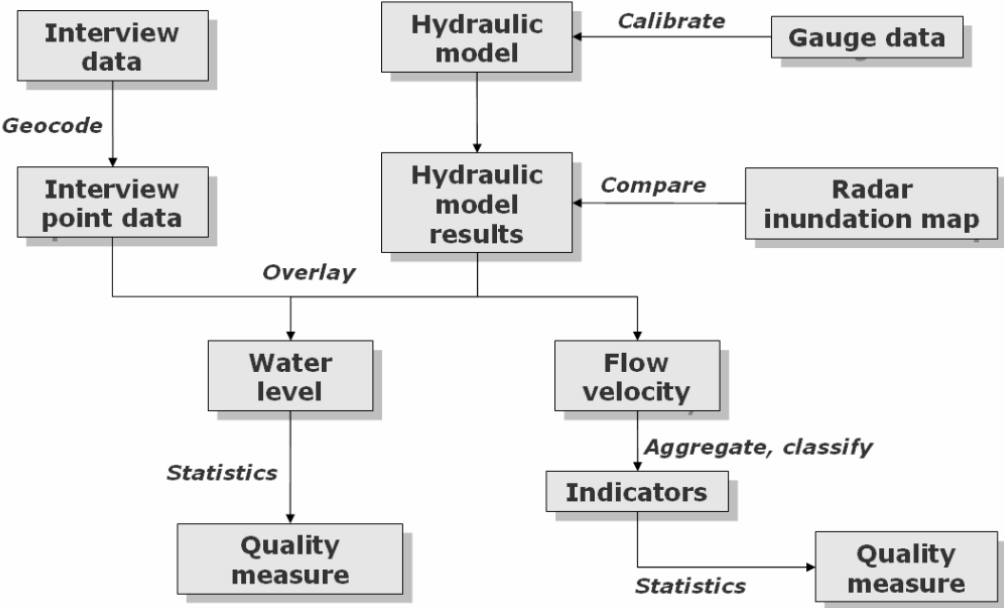 Interview
data
Hydraulic
model
Calibrate
Gauge data
Geocode
Interview
point data
Hydraulic
model
results
Compare
Radar
inundation map
Overlay
Water
level
Flow
velocity
Statistics
Aggregate, classify
Indicators
Quality
measure
Statistics
Quality
measure